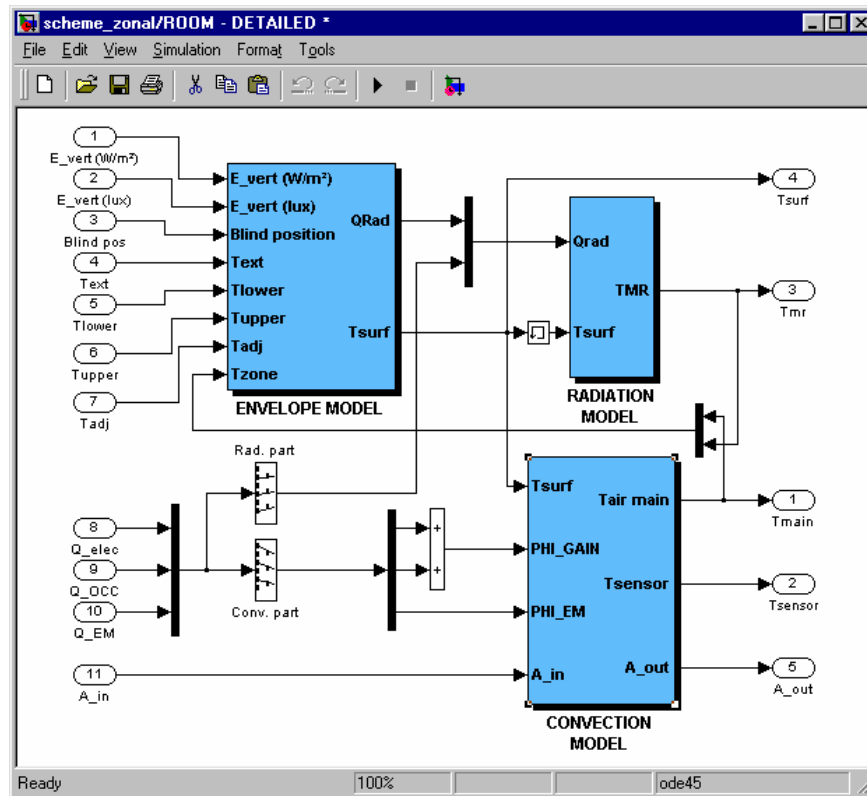 scheme_zonal/ROOM - DETAILED *
File Edit View Simulation Format Tools
1
E_vert (W/m²)
2
E_vert (lux)
3
Blind pos
4
Text
5
Tlower
6
Tupper
7
Tadj
E_vert (W/m²)
E_vert (lux)
Blind position
Text
Tlower
Tupper
Tadj
Tzone
QRad
Tsurf
ENVELOPE MODEL
Qrad
TMR
Tsurf
RADIATION
MODEL
4
Tsurf
3
Tmr
Rad. part
Conv. part
8
Q_elec
9
Q_OCC
10
Q_EM
11
A_in
+
+
Tsurf
Tair main
PHI_GAIN
Tsensor
PHI_EM
A_out
A_in
CONVECTION
MODEL
1
Tmain
2
Tsensor
5
A_out
Ready 100% ode45